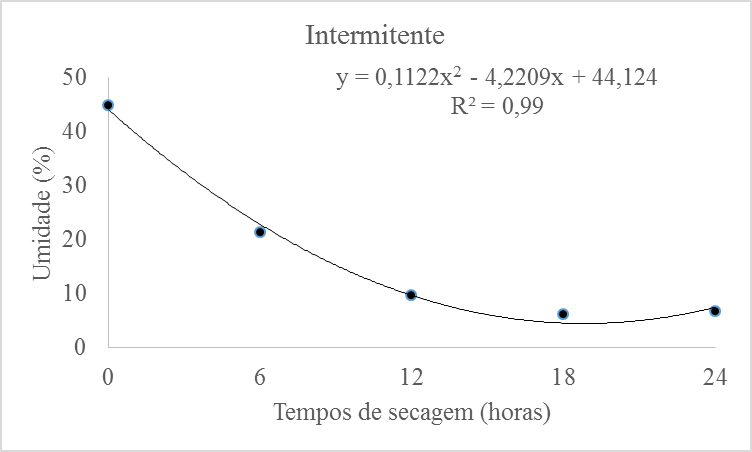 Intermitente
y = 0,1122x² - 4,2209x + 44,124
R² = 0,99
Umidade (%)
50
40
30
20
10
0
0 6 12 18 24
Tempos de secagem (horas)